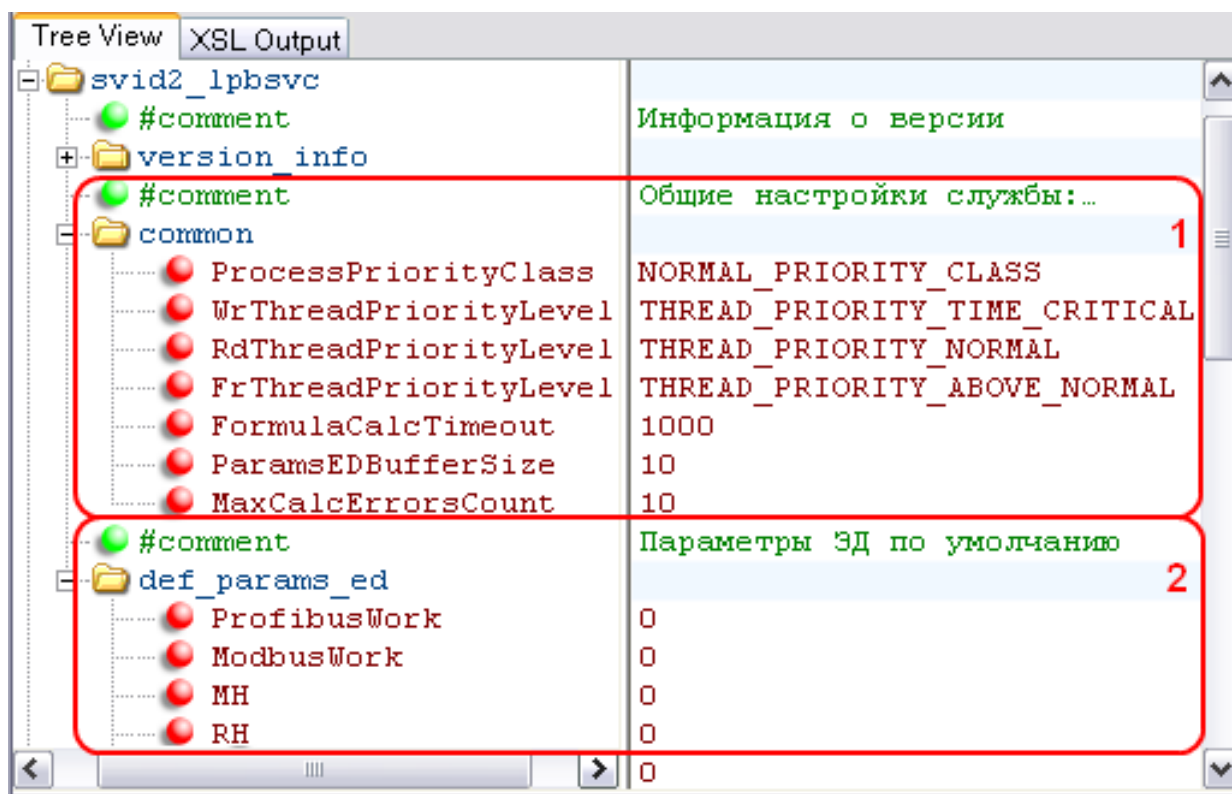 Tree View XSL Output
svid2_lpbsvc
#comment Информация о версии
version_info
#comment Общие настройки службы:…
common 1
ProcessPriorityClass NORMAL_PRIORITY_CLASS
WrThreadPriorityLevel THREAD_PRIORITY_TIME_CRITICAL
RdThreadPriorityLevel THREAD_PRIORITY_NORMAL
FrThreadPriorityLevel THREAD_PRIORITY_ABOVE_NORMAL
FormulaCalcTimeout 1000
ParamsEDBufferSize 10
MaxCalcErrorsCount 10
#comment Параметры ЭД по умолчанию
def_params_ed 2
ProfibusWork 0
ModbusWork 0
MH 0
RH 0
0